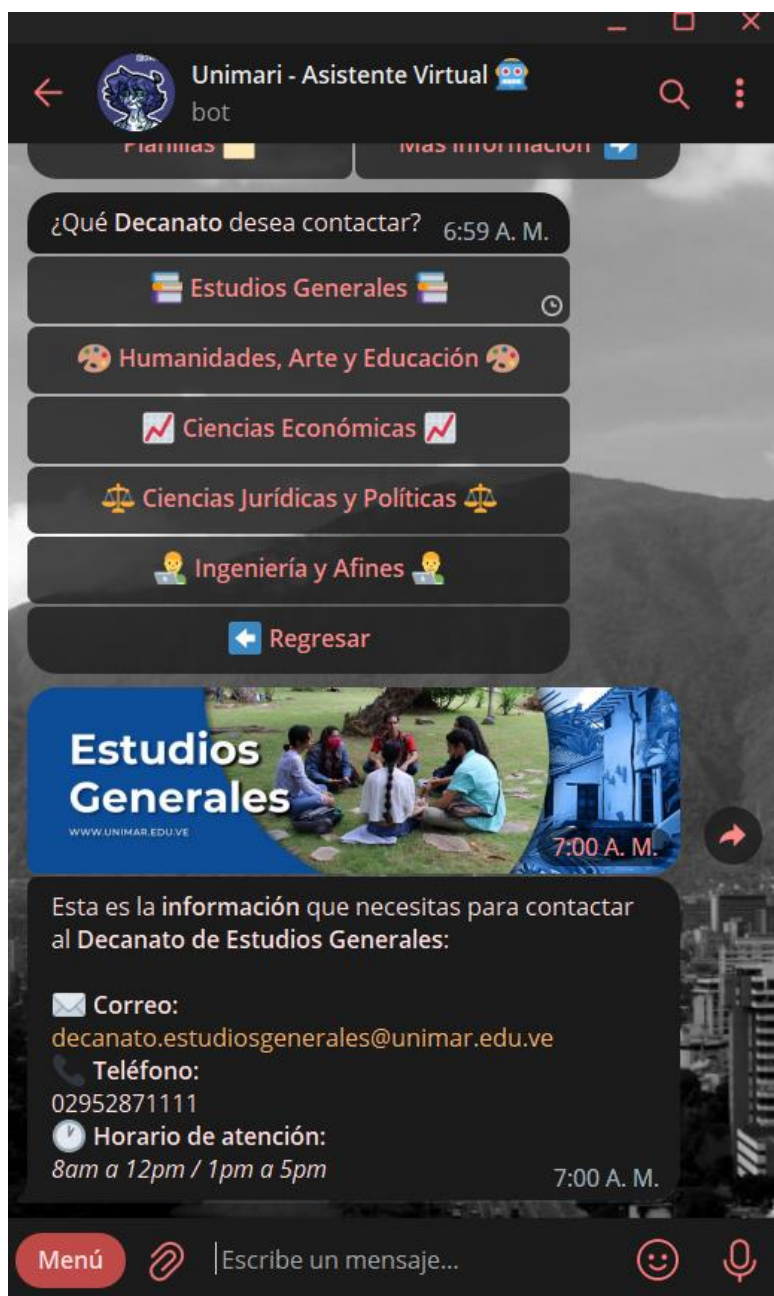 Unimari - Asistente Virtual 🤖
bot
Planillas 🗂️ Más información ➡️
¿Qué Decanato desea contactar? 6:59 A. M.
📚 Estudios Generales 📚
🎨 Humanidades, Arte y Educación 🎨
📈 Ciencias Económicas 📈
⚖️ Ciencias Jurídicas y Políticas ⚖️
👨‍💻 Ingeniería y Afines 👨‍💻
⬅️ Regresar
Estudios
Generales
WWW.UNIMAR.EDU.VE
7:00 A. M.
Esta es la información que necesitas para contactar
al Decanato de Estudios Generales:
✉️ Correo:
decanato.estudiosgenerales@unimar.edu.ve
📞 Teléfono:
02952871111
🕐 Horario de atención:
8am a 12pm / 1pm a 5pm
7:00 A. M.
Menú
Escribe un mensaje...